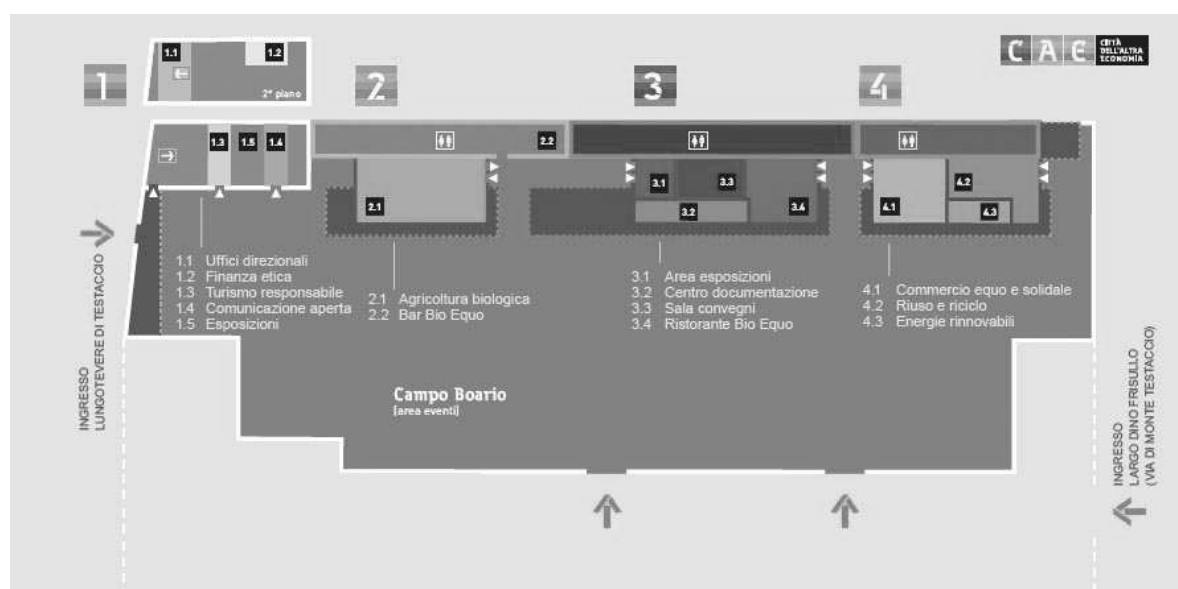 CAE CITTÀ
DELL'ALTRA
ECONOMIA
1
2
3
4
1.1
1.2
2° piano
1.3
1.5
1.4
2.2
2.1
3.1
3.3
3.2
3.4
4.2
4.1
4.3
1.1 Uffici direzionali
1.2 Finanza etica
1.3 Turismo responsabile
1.4 Comunicazione aperta
1.5 Esposizioni
2.1 Agricoltura biologica
2.2 Bar Bio Equo
3.1 Area esposizioni
3.2 Centro documentazione
3.3 Sala convegni
3.4 Ristorante Bio Equo
4.1 Commercio equo e solidale
4.2 Riuso e riciclo
4.3 Energie rinnovabili
Campo Boario
[area eventi]
INGRESSO
LUNGOTEVERE DI TESTACCIO
INGRESSO
LARGO DINO FRISULLO
(VIA DI MONTE TESTACCIO)